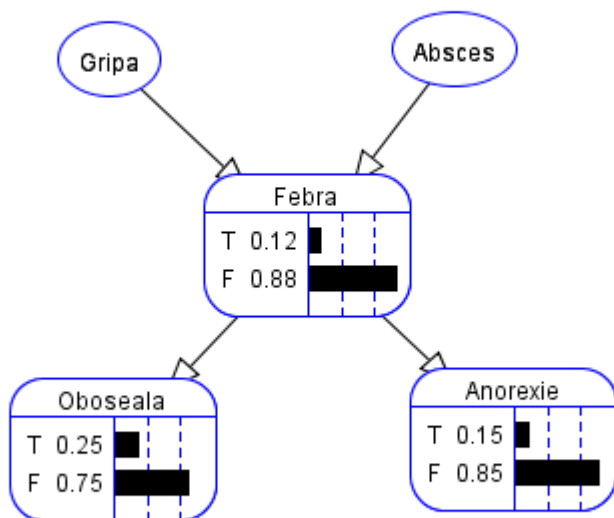 Gripa
Absces
Febra
T 0.12
F 0.88
Oboseala
T 0.25
F 0.75
Anorexie
T 0.15
F 0.85